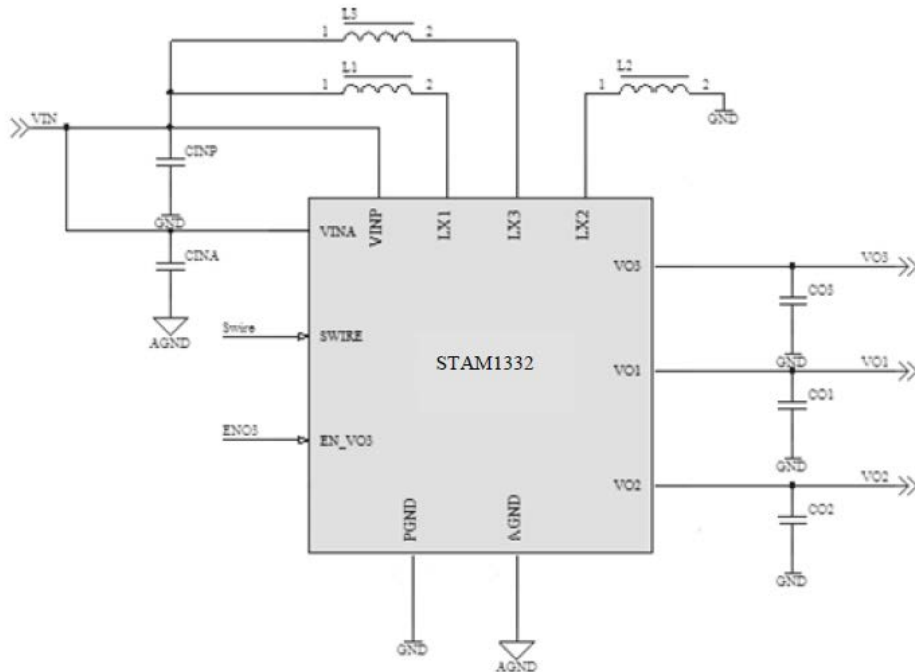 L3
1 2
L1
1 2
L2
1 2
GND
VIN
CINP
GND
VINA
VINP
LX1
LX3
LX2
CINA
AGND
VO3
VO3
CO3
GND
Swire
SWIRE
STAM1332
VO1
VO1
CO1
GND
EN03
EN_VO3
VO2
VO2
CO2
GND
PGND
AGND
GND
AGND